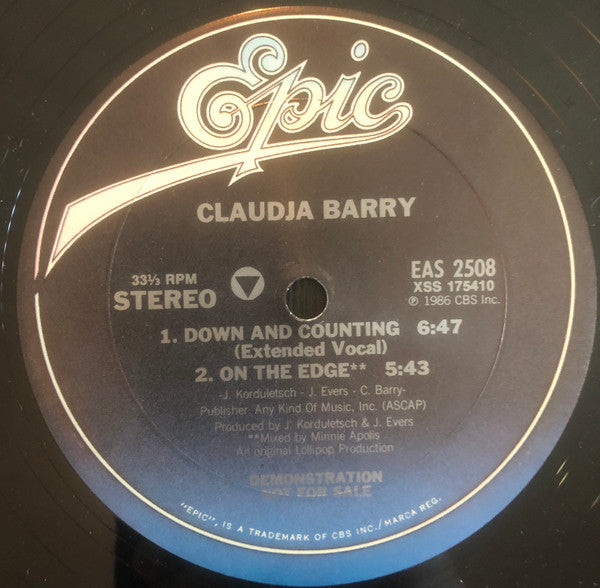 Epic
CLAUDJA BARRY
33⅓ RPM
STEREO
EAS 2508
XSS 175410
℗ 1986 CBS Inc.
1. DOWN AND COUNTING 6:47
(Extended Vocal)
2. ON THE EDGE** 5:43
-J. Korduletsch - J. Evers - C. Barry-
Publisher: Any Kind Of Music, Inc. (ASCAP)
Produced by J. Korduletsch & J. Evers
**Mixed by Minnie Apolis
An original Lollipop Production
DEMONSTRATION
NOT FOR SALE
"EPIC", IS A TRADEMARK OF CBS INC./MARCA REG.